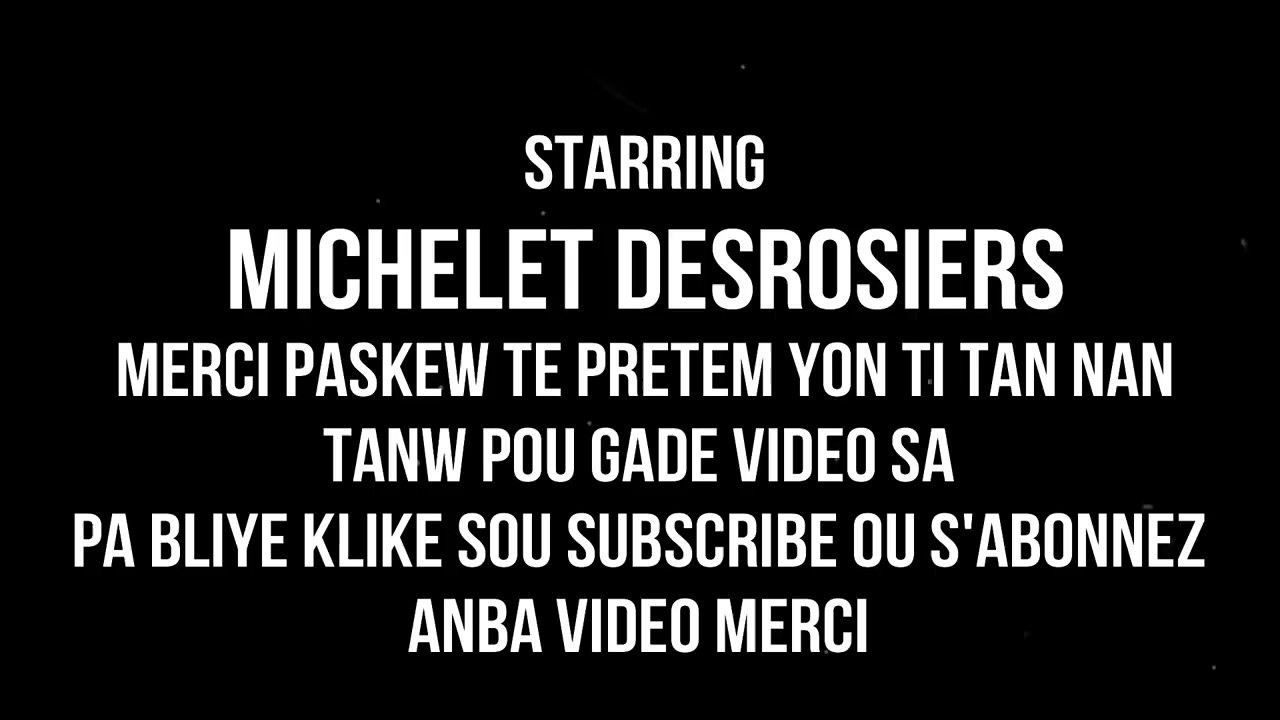 STARRING
MICHELET DESROSIERS
MERCI PASKEW TE PRETEM YON TI TAN NAN
TANW POU GADE VIDEO SA
PA BLIYE KLIKE SOU SUBSCRIBE OU S'ABONNEZ
ANBA VIDEO MERCI